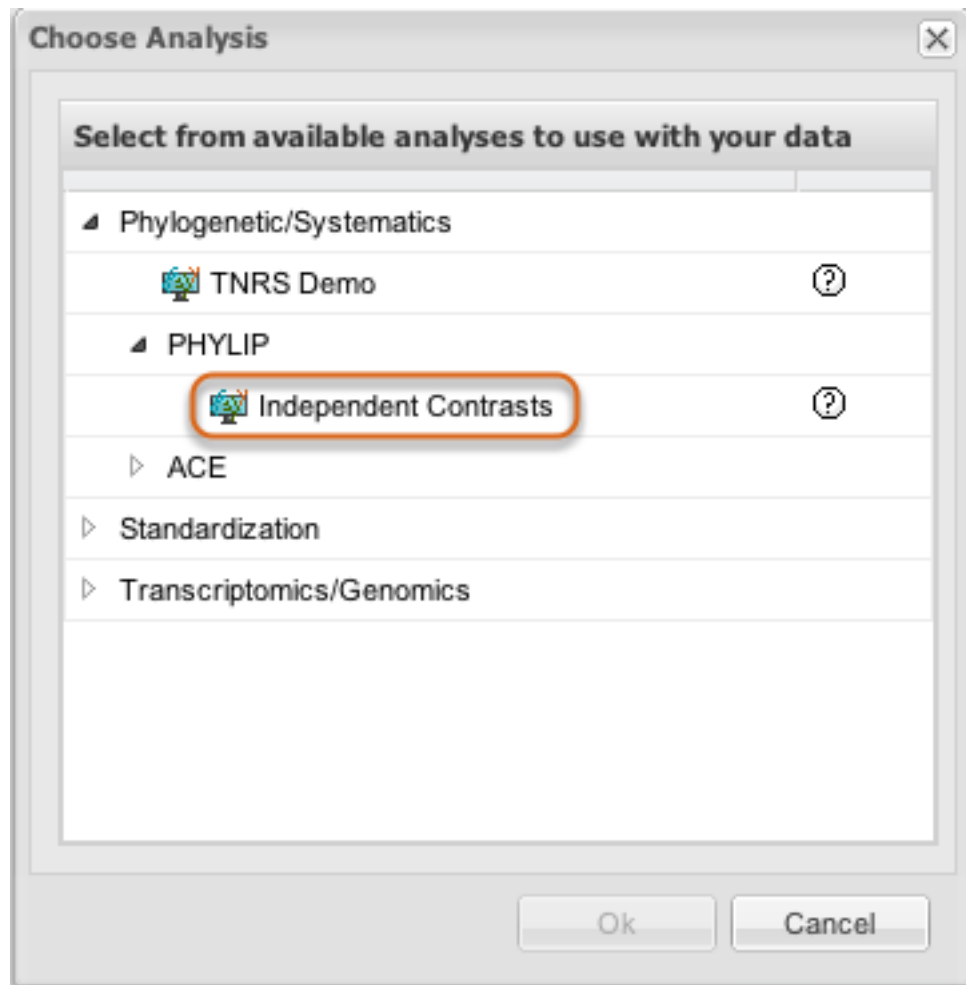 Choose Analysis
Select from available analyses to use with your data
Phylogenetic/Systematics
TNRS Demo
PHYLIP
Independent Contrasts
ACE
Standardization
Transcriptomics/Genomics
Ok
Cancel